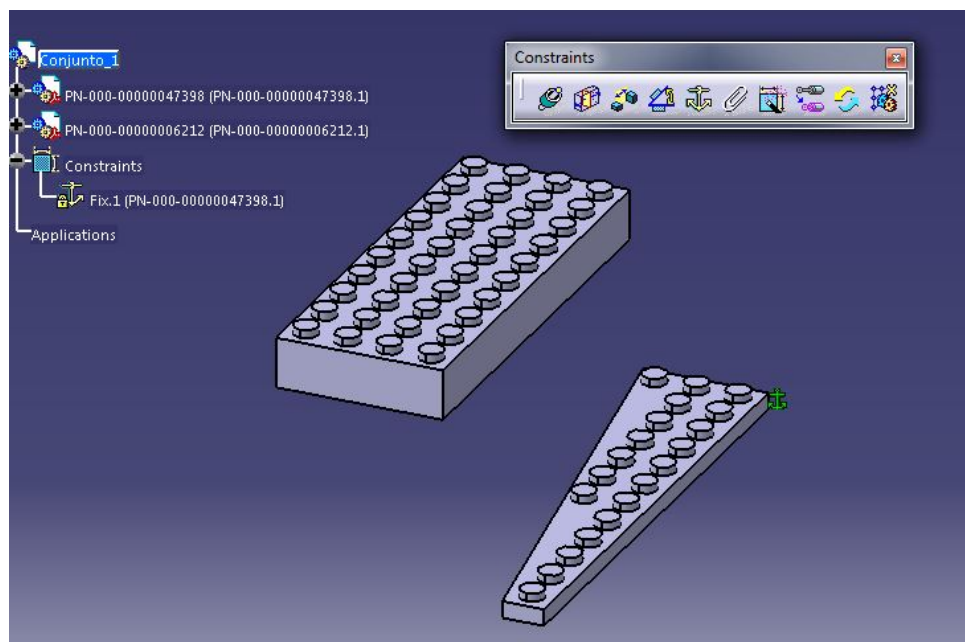 Conjunto_1
PN-000-00000047398 (PN-000-00000047398.1)
PN-000-00000006212 (PN-000-00000006212.1)
Constraints
Fix.1 (PN-000-00000047398.1)
Applications
Constraints